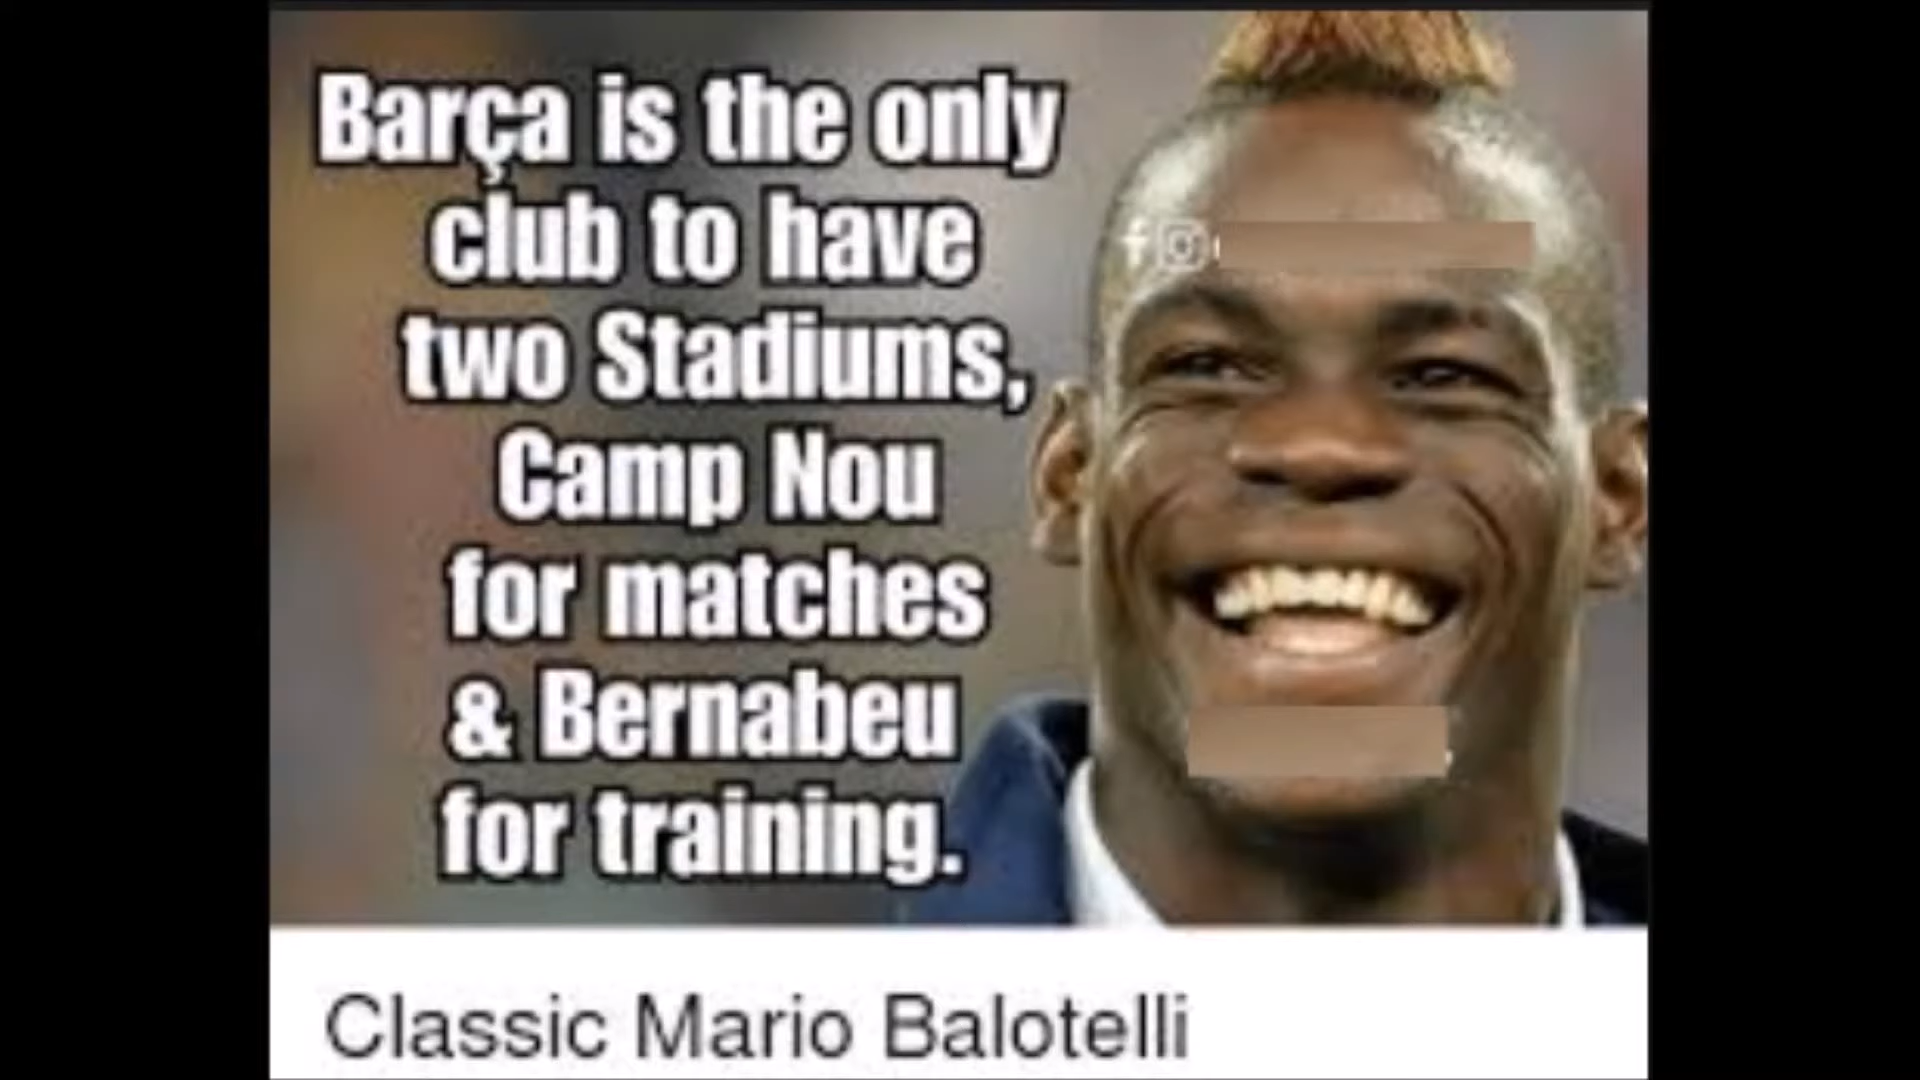 Barça is the only
club to have
two Stadiums,
Camp Nou
for matches
& Bernabeu
for training.
Classic Mario Balotelli